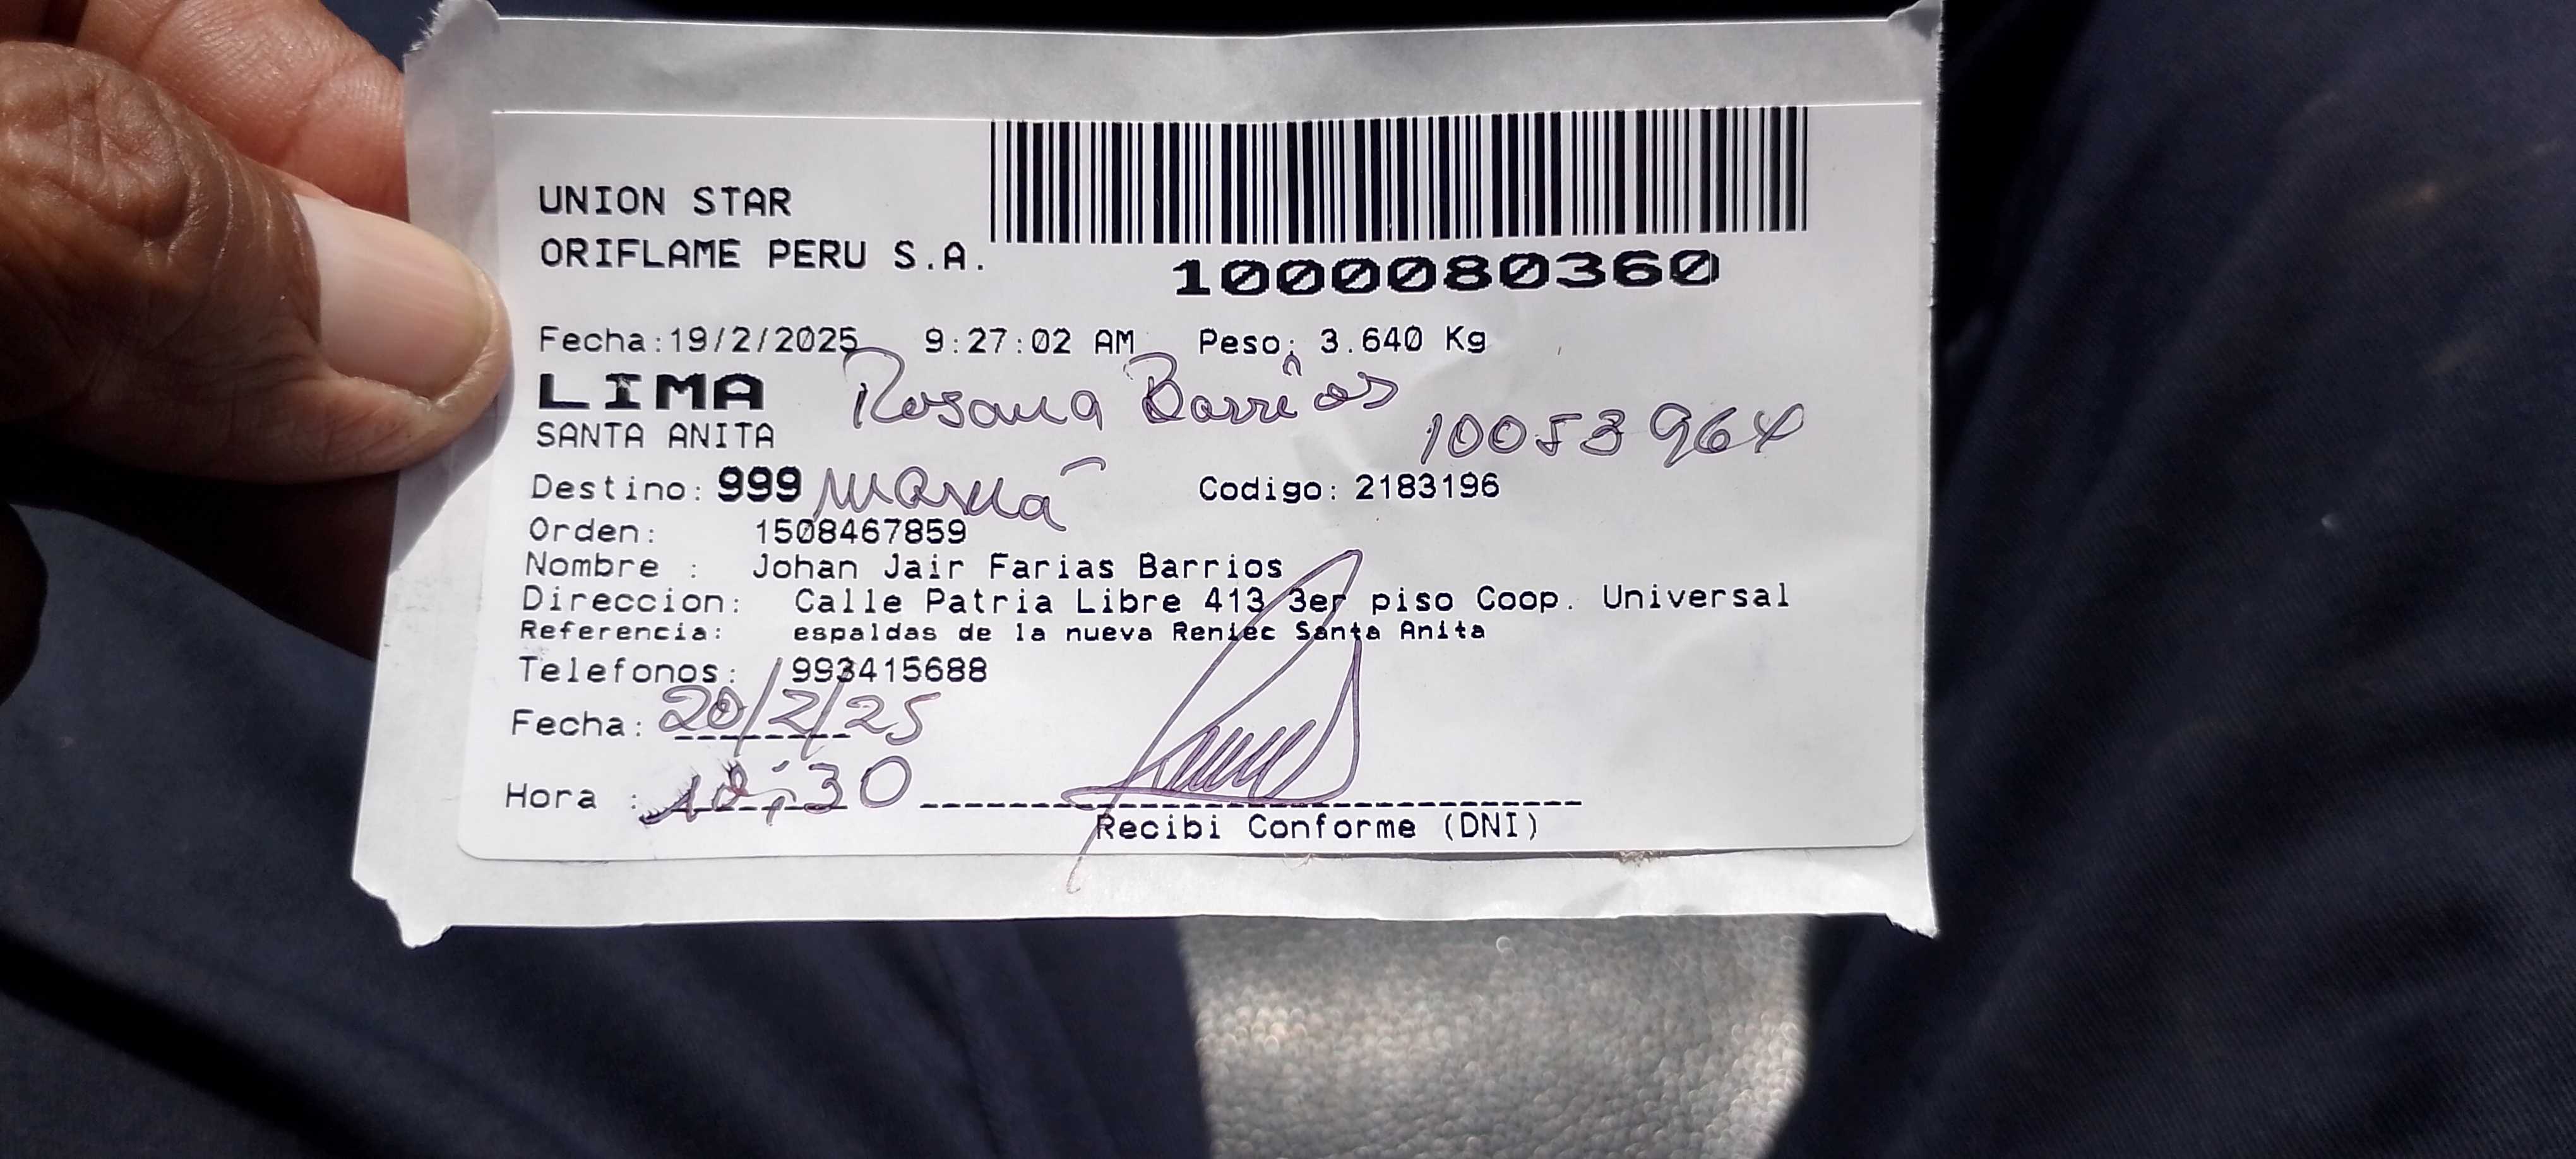 UNION STAR
ORIFLAME PERU S.A.
1000080360
Fecha:19/2/2025 9:27:02 AM Peso: 3.640 Kg
LIMA Rosana Barrios
SANTA ANITA 10053964
Destino: 999 mamá Codigo: 2183196
Orden: 1508467859
Nombre : Johan Jair Farias Barrios
Direccion: Calle Patria Libre 413 3er piso Coop. Universal
Referencia: espaldas de la nueva Reniec Santa Anita
Telefonos: 993415688
Fecha: 20/2/25
Hora : 12:30
Recibi Conforme (DNI)